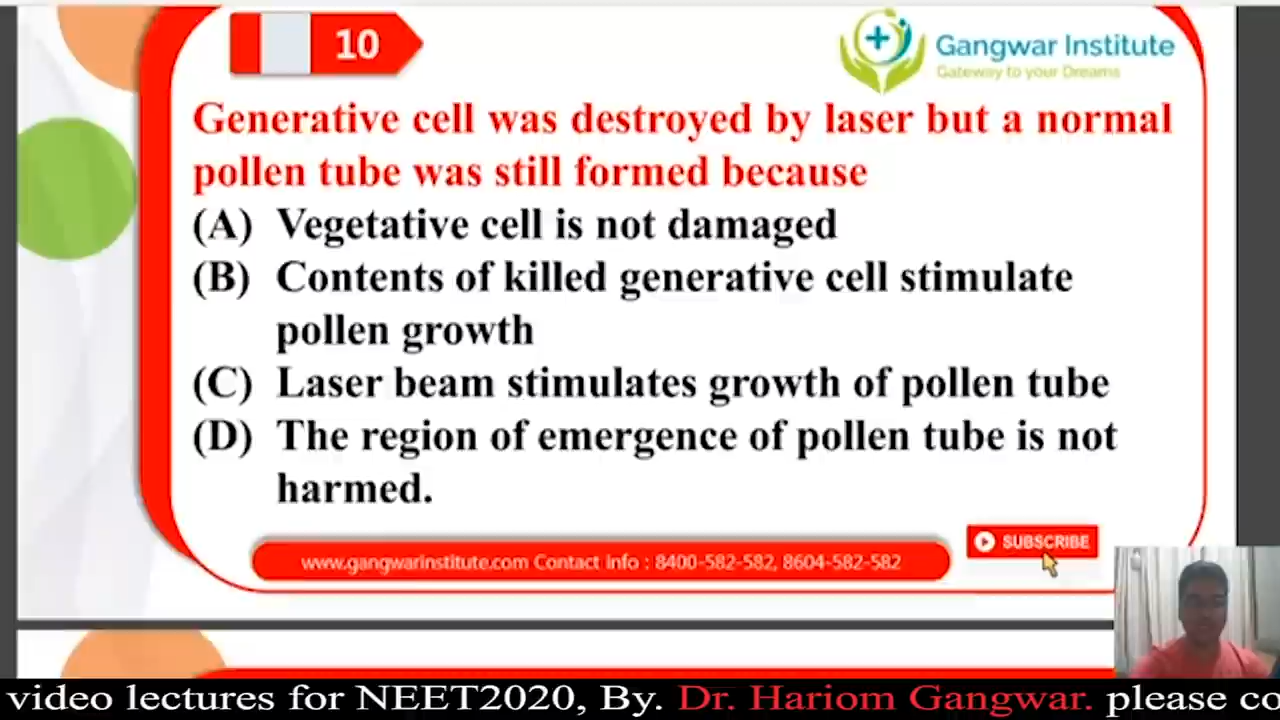 10
Gangwar Institute
Gateway to your Dreams
Generative cell was destroyed by laser but a normal
pollen tube was still formed because
(A) Vegetative cell is not damaged
(B) Contents of killed generative cell stimulate
pollen growth
(C) Laser beam stimulates growth of pollen tube
(D) The region of emergence of pollen tube is not
harmed.
www.gangwarinstitute.com Contact info : 8400-582-582, 8604-582-582
SUBSCRIBE
video lectures for NEET2020, By. Dr. Hariom Gangwar. please co